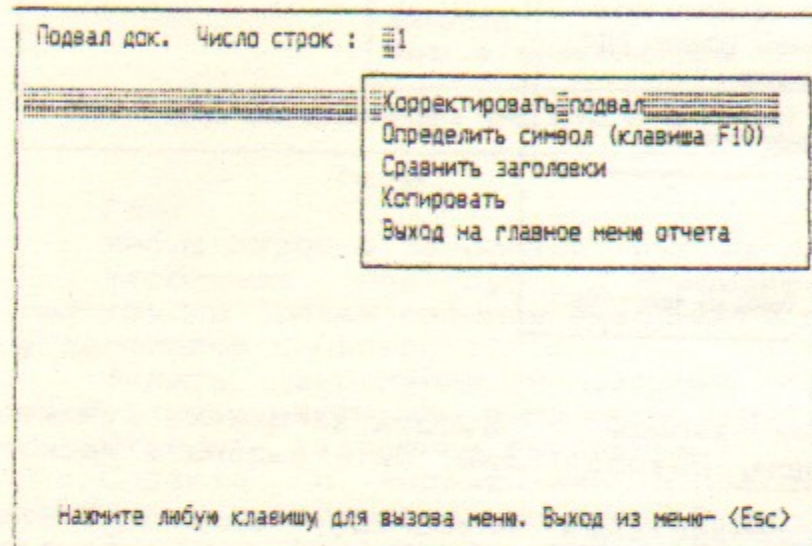 Подвал док. Число строк : 1
Корректировать подвал
Определить символ (клавиша F10)
Сравнить заголовки
Копировать
Выход на главное меню отчета
Нажмите любую клавишу для вызова меню. Выход из меню- <Esc>